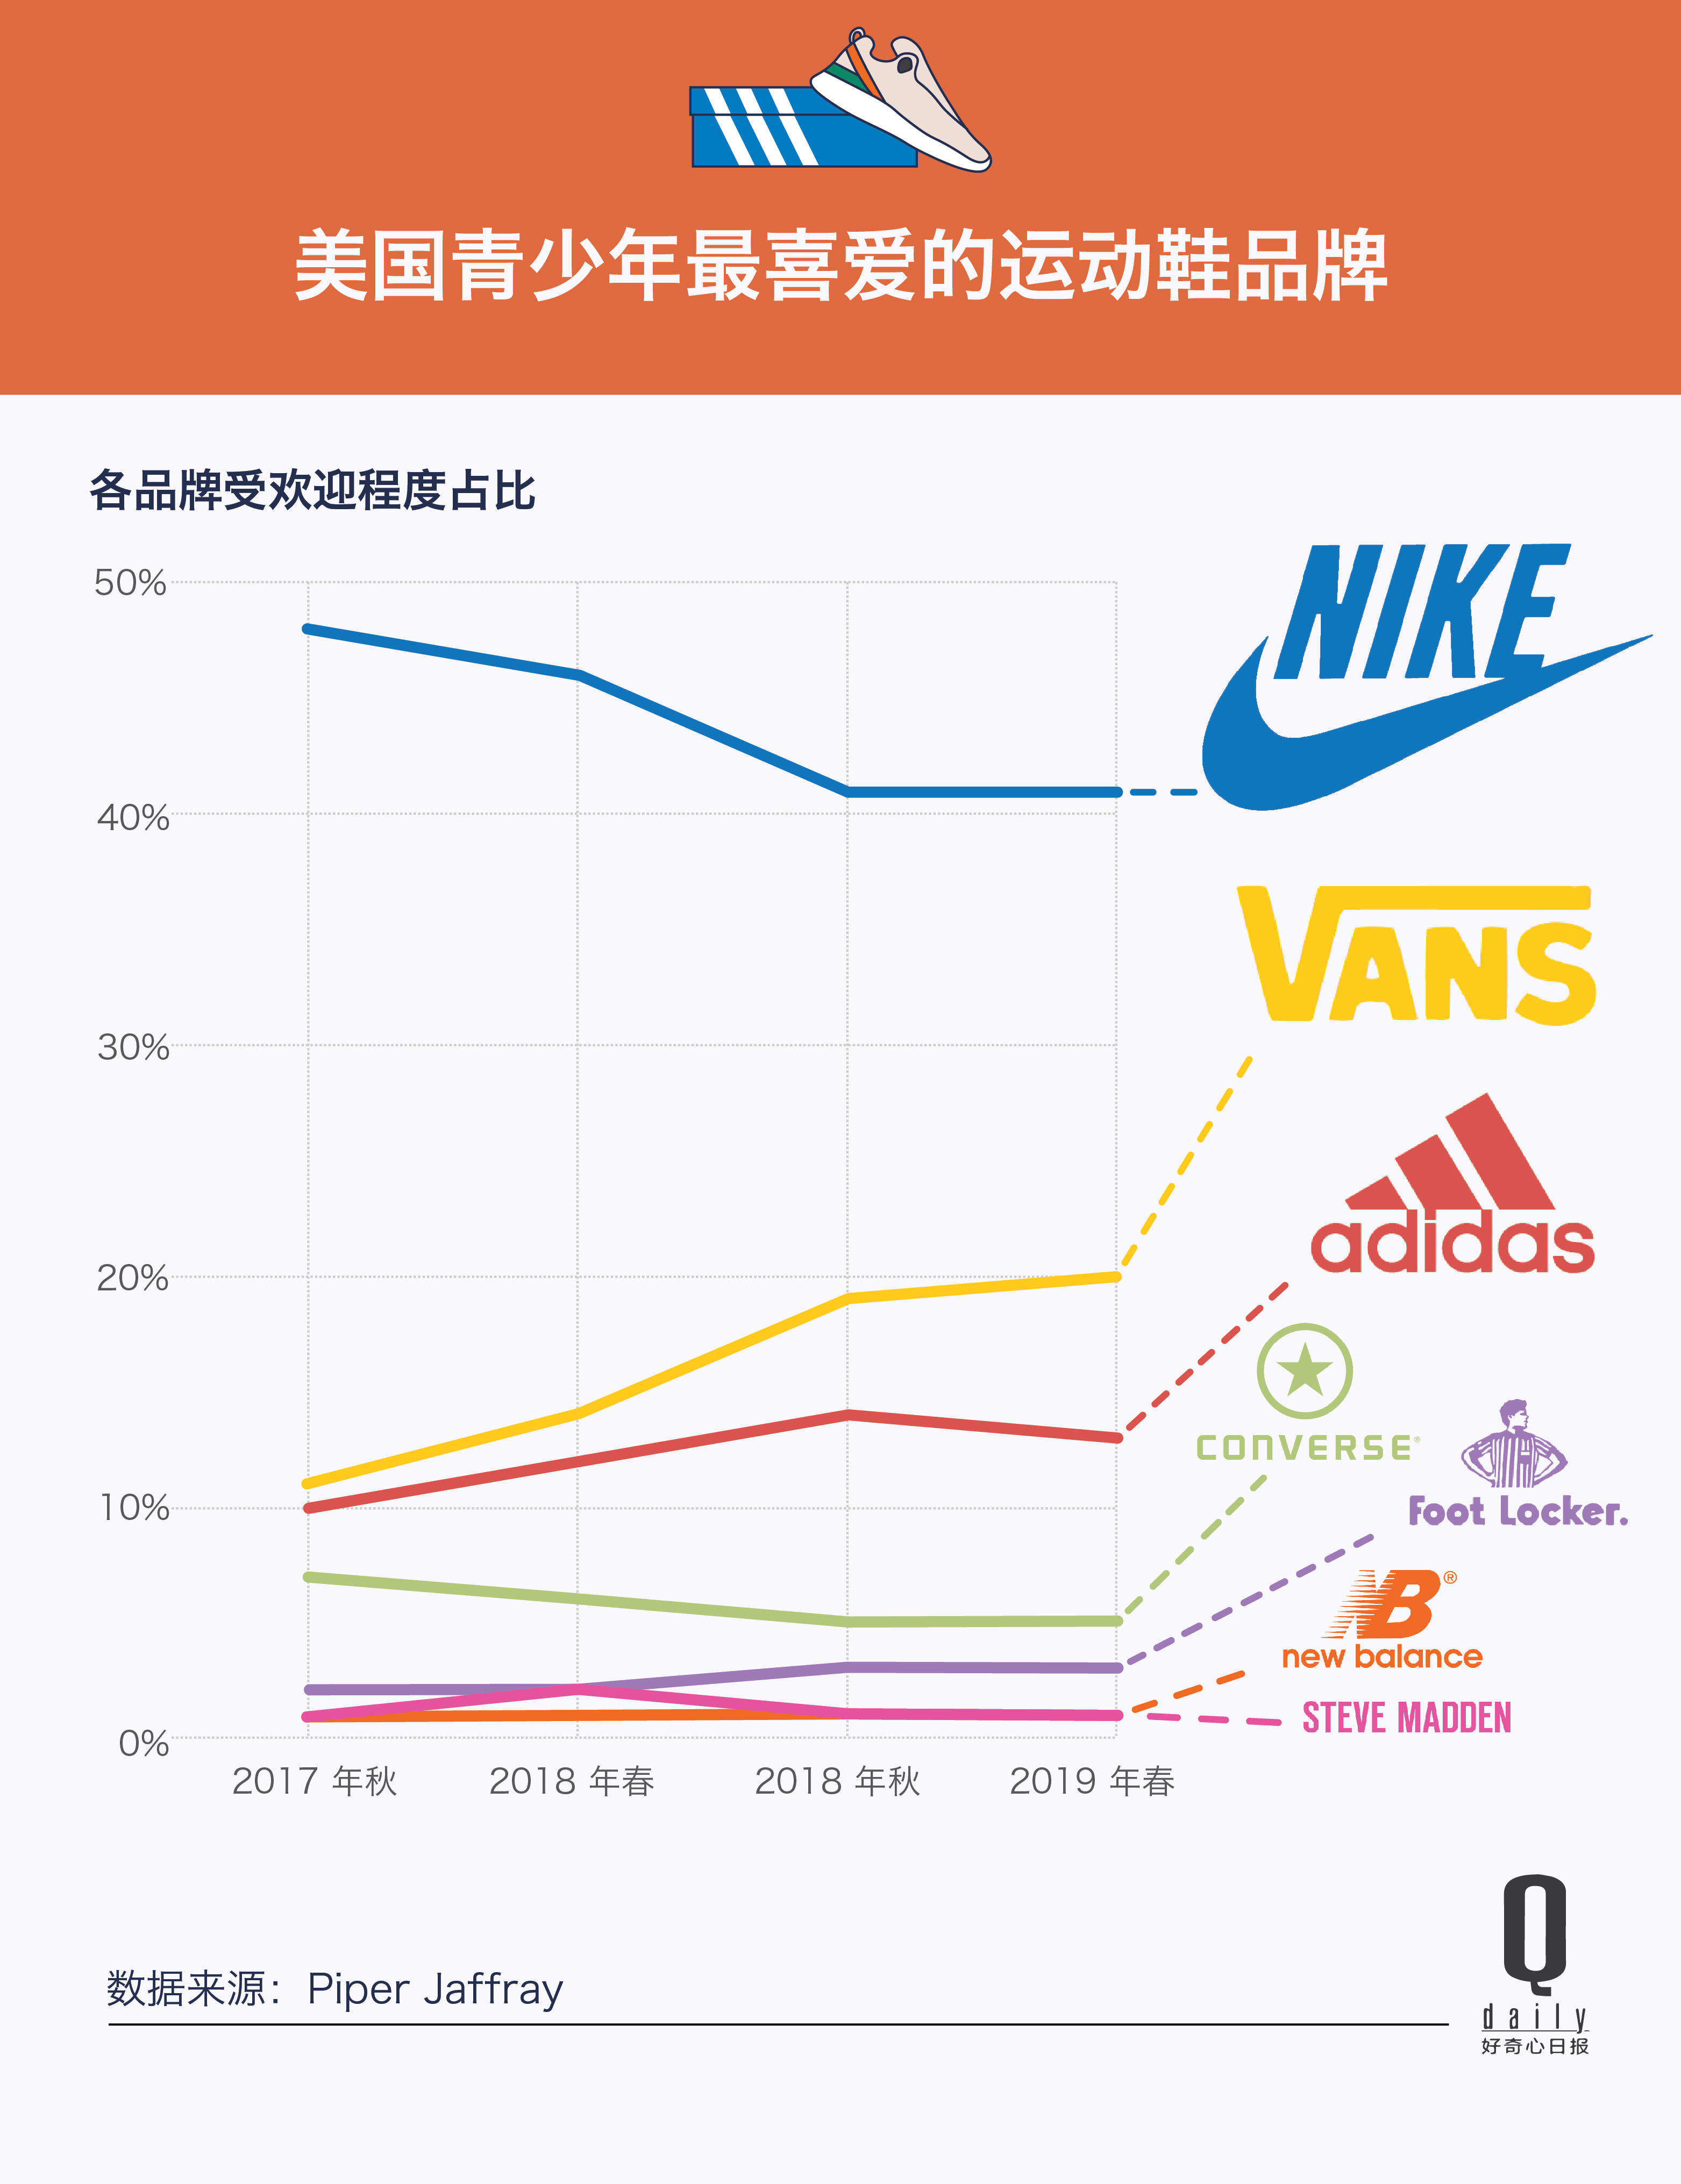 美国青少年最喜爱的运动鞋品牌
各品牌受欢迎程度占比
50%
40%
30%
20%
10%
0%
2017 年秋
2018 年春
2018 年秋
2019 年春
NIKE
VANS
adidas
CONVERSE®
Foot Locker.
NB®
new balance
STEVE MADDEN
数据来源：Piper Jaffray
Q
daily
好奇心日报